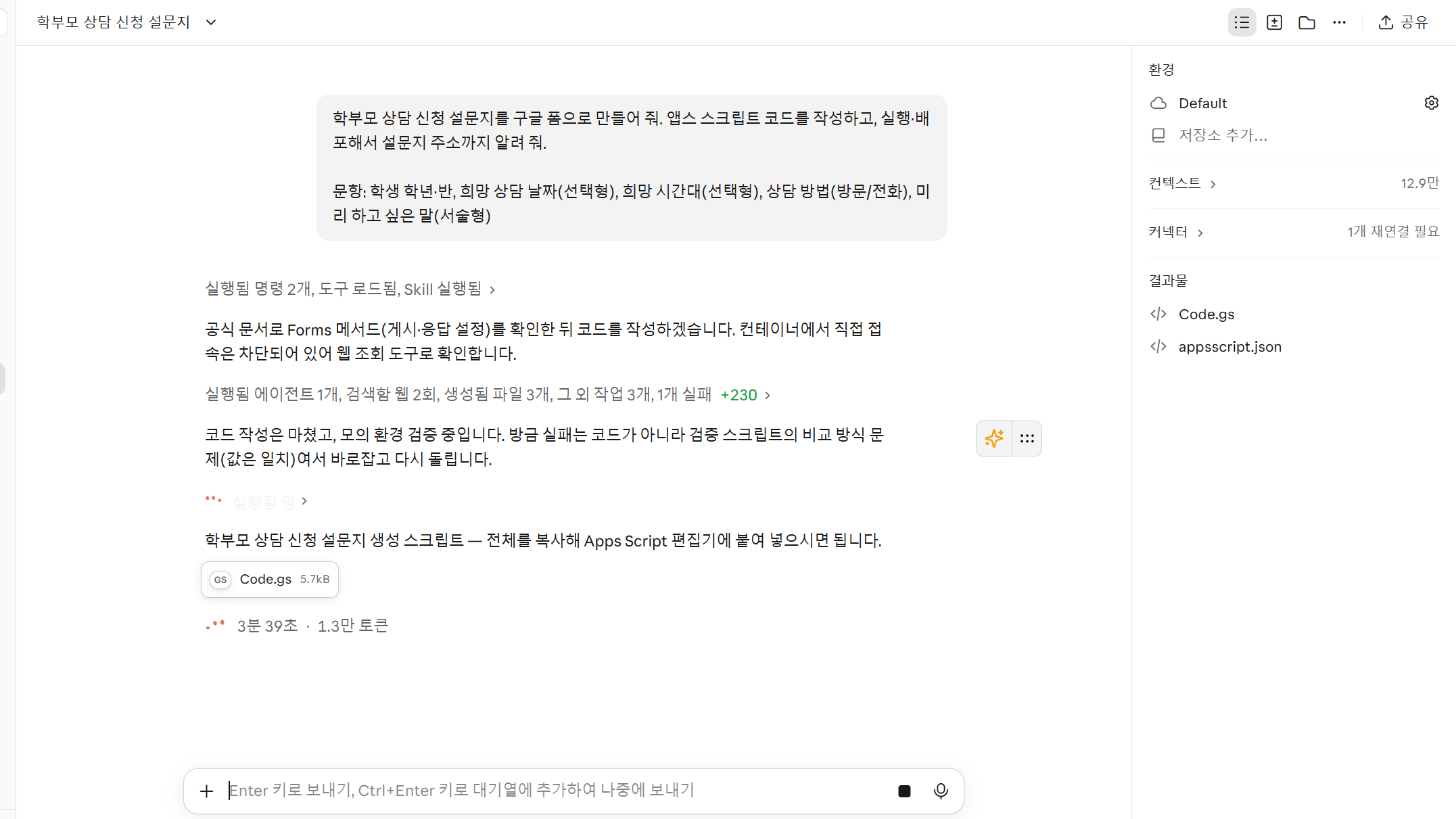 학부모 상담 신청 설문지
공유
학부모 상담 신청 설문지를 구글 폼으로 만들어 줘. 앱스 스크립트 코드를 작성하고, 실행·배
포해서 설문지 주소까지 알려 줘.
문항: 학생 학년·반, 희망 상담 날짜(선택형), 희망 시간대(선택형), 상담 방법(방문/전화), 미
리 하고 싶은 말(서술형)
실행됨 명령 2개, 도구 로드됨, Skill 실행됨
공식 문서로 Forms 메서드(게시·응답 설정)를 확인한 뒤 코드를 작성하겠습니다. 컨테이너에서 직접 접
속은 차단되어 있어 웹 조회 도구로 확인합니다.
실행됨 에이전트 1개, 검색함 웹 2회, 생성됨 파일 3개, 그 외 작업 3개, 1개 실패 +230
코드 작성은 마쳤고, 모의 환경 검증 중입니다. 방금 실패는 코드가 아니라 검증 스크립트의 비교 방식 문
제(값은 일치)여서 바로잡고 다시 돌립니다.
실행됨 명
학부모 상담 신청 설문지 생성 스크립트 — 전체를 복사해 Apps Script 편집기에 붙여 넣으시면 됩니다.
GS Code.gs 5.7kB
3분 39초 · 1.3만 토큰
Enter 키로 보내기, Ctrl+Enter 키로 대기열에 추가하여 나중에 보내기
환경
Default
저장소 추가...
컨텍스트 12.9만
커넥터 1개 재연결 필요
결과물
Code.gs
appsscript.json